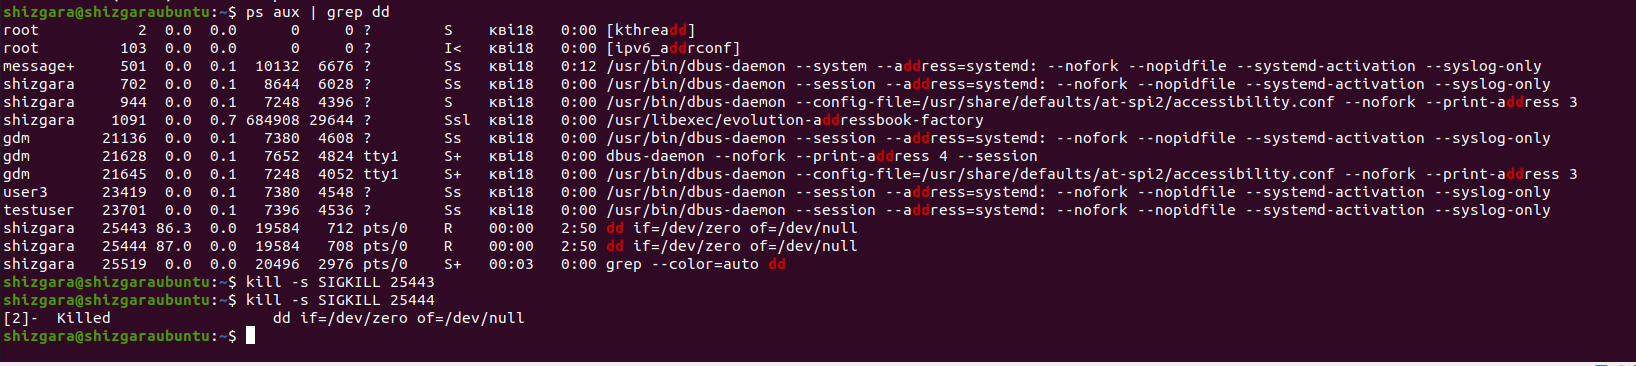 shizgara@shizgaraubuntu:~$ ps aux | grep dd
root           2  0.0  0.0      0     0 ?        S    кві18   0:00 [kthreadd]
root         103  0.0  0.0      0     0 ?        I<   кві18   0:00 [ipv6_addrconf]
message+     501  0.0  0.1  10132  6676 ?        Ss   кві18   0:12 /usr/bin/dbus-daemon --system --address=systemd: --nofork --nopidfile --systemd-activation --syslog-only
shizgara     702  0.0  0.1   8644  6028 ?        Ss   кві18   0:00 /usr/bin/dbus-daemon --session --address=systemd: --nofork --nopidfile --systemd-activation --syslog-only
shizgara     944  0.0  0.1   7248  4396 ?        S    кві18   0:00 /usr/bin/dbus-daemon --config-file=/usr/share/defaults/at-spi2/accessibility.conf --nofork --print-address 3
shizgara    1091  0.0  0.7 684908 29644 ?        Ssl  кві18   0:00 /usr/libexec/evolution-addressbook-factory
gdm        21136  0.0  0.1   7380  4608 ?        Ss   кві18   0:00 /usr/bin/dbus-daemon --session --address=systemd: --nofork --nopidfile --systemd-activation --syslog-only
gdm        21628  0.0  0.1   7652  4824 tty1     S+   кві18   0:00 dbus-daemon --nofork --print-address 4 --session
gdm        21645  0.0  0.1   7248  4052 tty1     S+   кві18   0:00 /usr/bin/dbus-daemon --config-file=/usr/share/defaults/at-spi2/accessibility.conf --nofork --print-address 3
user3      23419  0.0  0.1   7380  4548 ?        Ss   кві18   0:00 /usr/bin/dbus-daemon --session --address=systemd: --nofork --nopidfile --systemd-activation --syslog-only
testuser   23701  0.0  0.1   7396  4536 ?        Ss   кві18   0:00 /usr/bin/dbus-daemon --session --address=systemd: --nofork --nopidfile --systemd-activation --syslog-only
shizgara   25443 86.3  0.0  19584   712 pts/0    R    00:00   2:50 dd if=/dev/zero of=/dev/null
shizgara   25444 87.0  0.0  19584   708 pts/0    R    00:00   2:50 dd if=/dev/zero of=/dev/null
shizgara   25519  0.0  0.0  20496  2976 pts/0    S+   00:03   0:00 grep --color=auto dd
shizgara@shizgaraubuntu:~$ kill -s SIGKILL 25443
shizgara@shizgaraubuntu:~$ kill -s SIGKILL 25444
[2]-  Killed                  dd if=/dev/zero of=/dev/null
shizgara@shizgaraubuntu:~$